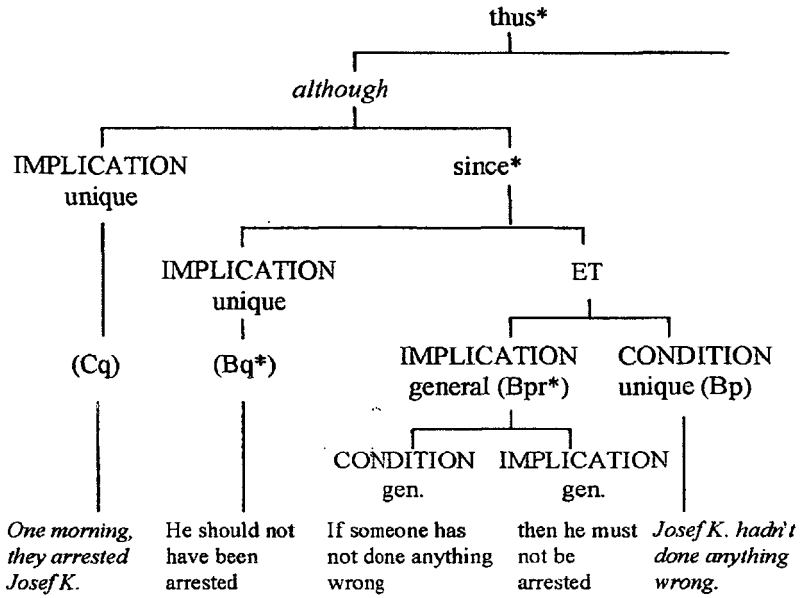 thus*
although
IMPLICATION
unique
since*
IMPLICATION
unique
ET
(Cq)
(Bq*)
IMPLICATION
general (Bpr*)
CONDITION
unique (Bp)
CONDITION
gen.
IMPLICATION
gen.
One morning,
they arrested
Josef K.
He should not
have been
arrested
If someone has
not done anything
wrong
then he must
not be
arrested
Josef K. hadn't
done anything
wrong.